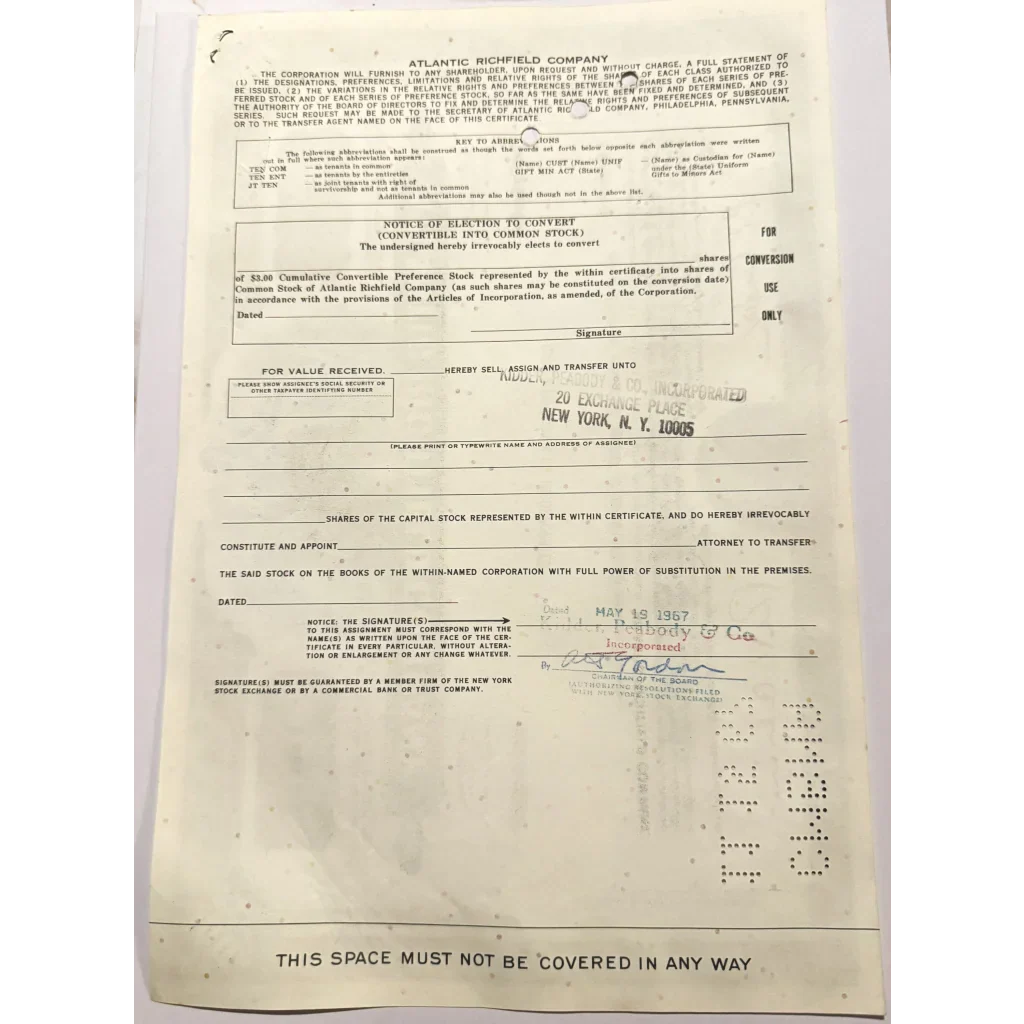 ATLANTIC RICHFIELD COMPANY
THE CORPORATION WILL FURNISH TO ANY SHAREHOLDER, UPON REQUEST AND WITHOUT CHARGE, A FULL STATEMENT OF
(1) THE DESIGNATIONS, PREFERENCES, LIMITATIONS AND RELATIVE RIGHTS OF THE SHARES OF EACH CLASS AUTHORIZED TO
BE ISSUED, (2) THE VARIATIONS IN THE RELATIVE RIGHTS AND PREFERENCES BETWEEN THE SHARES OF EACH SERIES OF PRE-
FERRED STOCK AND OF EACH SERIES OF PREFERENCE STOCK, SO FAR AS THE SAME HAVE BEEN FIXED AND DETERMINED, AND (3)
THE AUTHORITY OF THE BOARD OF DIRECTORS TO FIX AND DETERMINE THE RELATIVE RIGHTS AND PREFERENCES OF SUBSEQUENT
SERIES. SUCH REQUEST MAY BE MADE TO THE SECRETARY OF ATLANTIC RICHFIELD COMPANY, PHILADELPHIA, PENNSYLVANIA,
OR TO THE TRANSFER AGENT NAMED ON THE FACE OF THIS CERTIFICATE.
KEY TO ABBREVIATIONS
The following abbreviations shall be construed as though the words set forth below opposite each abbreviation were written
out in full where such abbreviation appears:
TEN COM — as tenants in common
TEN ENT — as tenants by the entireties
JT TEN — as joint tenants with right of
survivorship and not as tenants in common
(Name) CUST (Name) UNIF
GIFT MIN ACT (State)
— (Name) as Custodian for (Name)
under the (State) Uniform
Gifts to Minors Act
Additional abbreviations may also be used though not in the above list.
NOTICE OF ELECTION TO CONVERT
(CONVERTIBLE INTO COMMON STOCK)
The undersigned hereby irrevocably elects to convert
shares
of $3.00 Cumulative Convertible Preference Stock represented by the within certificate into shares of
Common Stock of Atlantic Richfield Company (as such shares may be constituted on the conversion date)
in accordance with the provisions of the Articles of Incorporation, as amended, of the Corporation.
Dated
Signature
FOR
CONVERSION
USE
ONLY
FOR VALUE RECEIVED. HEREBY SELL, ASSIGN AND TRANSFER UNTO
PLEASE SHOW ASSIGNEE'S SOCIAL SECURITY OR
OTHER TAXPAYER IDENTIFYING NUMBER
KIDDER, PEABODY & CO., INCORPORATED
20 EXCHANGE PLACE
NEW YORK, N. Y. 10005
(PLEASE PRINT OR TYPEWRITE NAME AND ADDRESS OF ASSIGNEE)
SHARES OF THE CAPITAL STOCK REPRESENTED BY THE WITHIN CERTIFICATE, AND DO HEREBY IRREVOCABLY
CONSTITUTE AND APPOINT ATTORNEY TO TRANSFER
THE SAID STOCK ON THE BOOKS OF THE WITHIN-NAMED CORPORATION WITH FULL POWER OF SUBSTITUTION IN THE PREMISES.
DATED
NOTICE: THE SIGNATURE(S)
TO THIS ASSIGNMENT MUST CORRESPOND WITH THE
NAME(S) AS WRITTEN UPON THE FACE OF THE CER-
TIFICATE IN EVERY PARTICULAR, WITHOUT ALTERA-
TION OR ENLARGEMENT OR ANY CHANGE WHATEVER.
Dated MAY 19 1967
Kidder, Peabody & Co
Incorporated
By
CHAIRMAN OF THE BOARD
(AUTHORIZING RESOLUTIONS FILED
WITH NEW YORK STOCK EXCHANGE)
SIGNATURE(S) MUST BE GUARANTEED BY A MEMBER FIRM OF THE NEW YORK
STOCK EXCHANGE OR BY A COMMERCIAL BANK OR TRUST COMPANY.
THIS SPACE MUST NOT BE COVERED IN ANY WAY